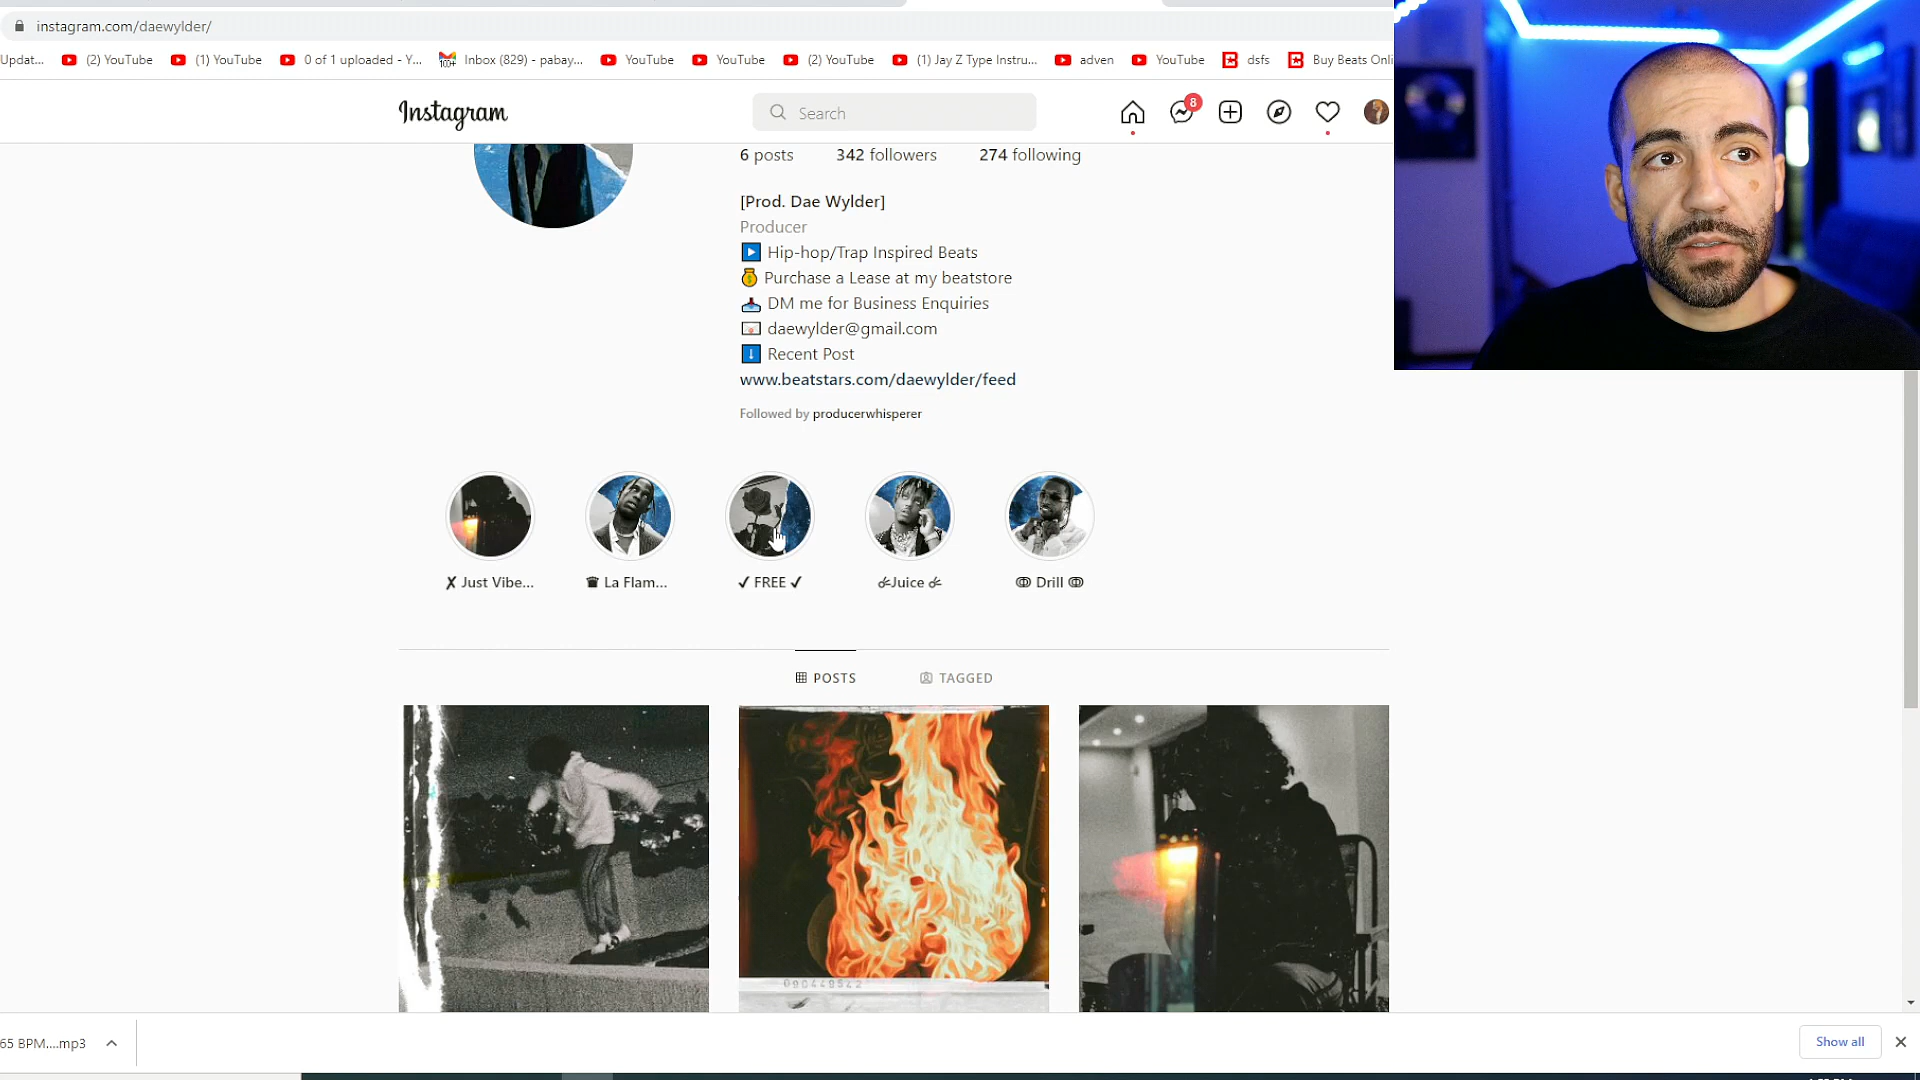 instagram.com/daewylder/
Updat... (2) YouTube (1) YouTube 0 of 1 uploaded - Y... Inbox (829) - pabay... YouTube YouTube (2) YouTube (1) Jay Z Type Instru... adven YouTube dsfs Buy Beats Onli
Instagram Search 8
6 posts 342 followers 274 following
[Prod. Dae Wylder]
Producer
Hip-hop/Trap Inspired Beats
Purchase a Lease at my beatstore
DM me for Business Enquiries
daewylder@gmail.com
Recent Post
www.beatstars.com/daewylder/feed
Followed by producerwhisperer
✗ Just Vibe... ♛ La Flam... ✓ FREE ✓ Juice Drill
POSTS TAGGED
090448542
65 BPM....mp3 Show all